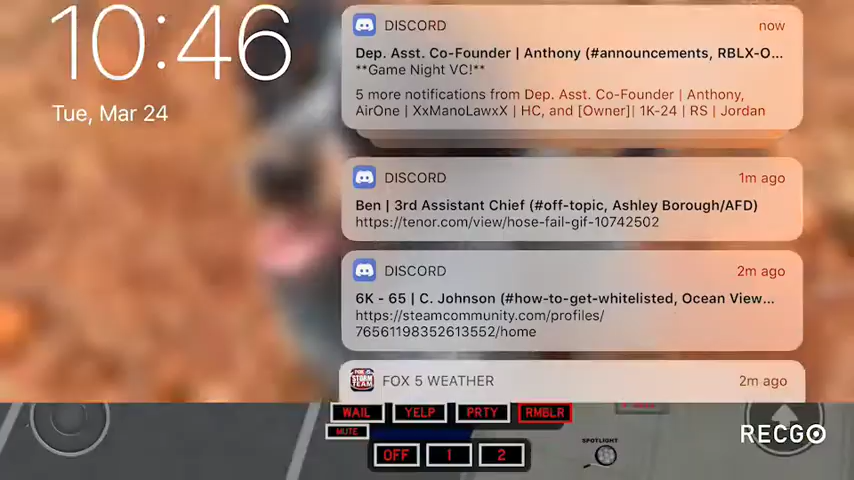 10:46
Tue, Mar 24
DISCORD
now
Dep. Asst. Co-Founder | Anthony (#announcements, RBLX-O...
**Game Night VC!**
5 more notifications from Dep. Asst. Co-Founder | Anthony,
AirOne | XxManoLawxX | HC, and [Owner]| 1K-24 | RS | Jordan
DISCORD
1m ago
Ben | 3rd Assistant Chief (#off-topic, Ashley Borough/AFD)
https://tenor.com/view/hose-fail-gif-10742502
DISCORD
2m ago
6K - 65 | C. Johnson (#how-to-get-whitelisted, Ocean View...
https://steamcommunity.com/profiles/
76561198352613552/home
FOX 5 WEATHER
2m ago
WAIL
YELP
PRTY
RMBLR
MUTE
OFF
1
2
SPOTLIGHT
RECGO